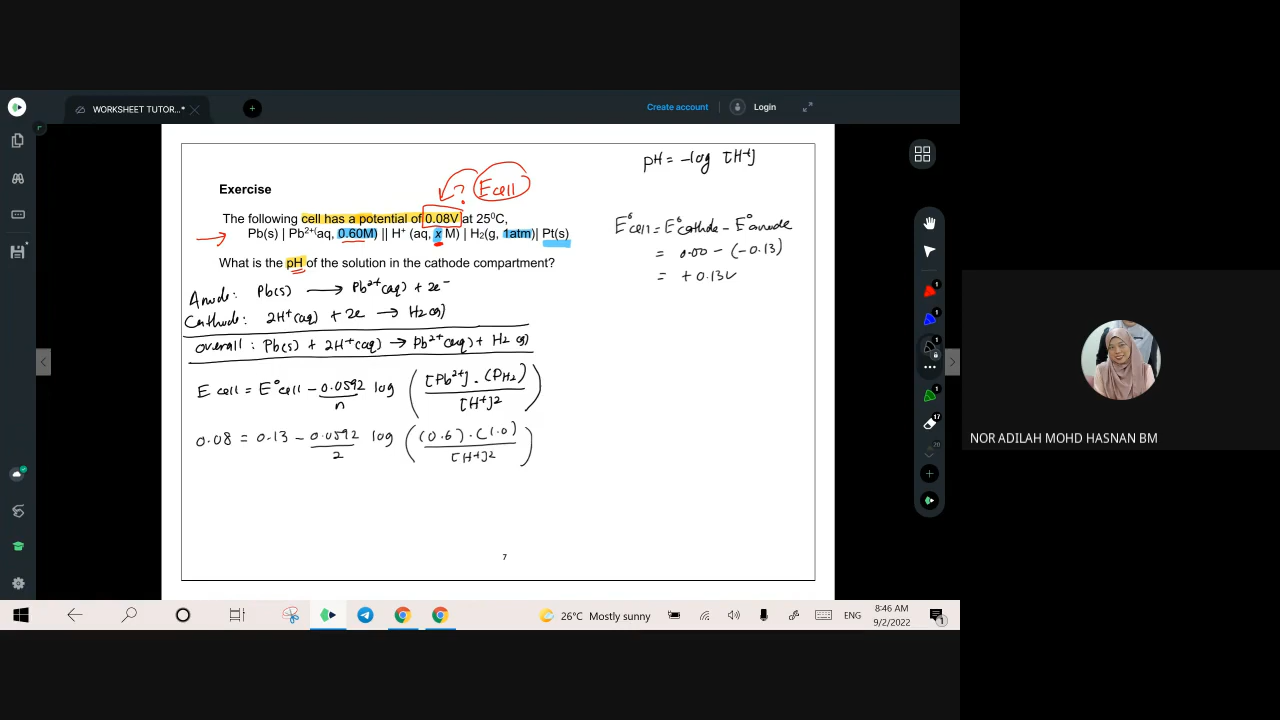 WORKSHEET TUTOR...*
Create account
Login
pH = -log [H+]
Ecell
?
Exercise
The following cell has a potential of 0.08V at 25⁰C,
Pb(s) | Pb²⁺(aq, 0.60M) || H⁺ (aq, x M) | H₂(g, 1atm)| Pt(s)
What is the pH of the solution in the cathode compartment?
E°cell = E°cathode - E°anode
= 0.00 - (-0.13)
= +0.13V
Anode: Pb(s) → Pb²⁺(aq) + 2e⁻
Cathode: 2H⁺(aq) + 2e → H₂(g)
overall: Pb(s) + 2H⁺(aq) → Pb²⁺(aq) + H₂(g)
E cell = E°cell - 0.0592/n log ([Pb²⁺] . (PH₂) / [H⁺]²)
0.08 = 0.13 - 0.0592/2 log ((0.6) . (1.0) / [H⁺]²)
7
NOR ADILAH MOHD HASNAN BM
26°C Mostly sunny
ENG
8:46 AM
9/2/2022